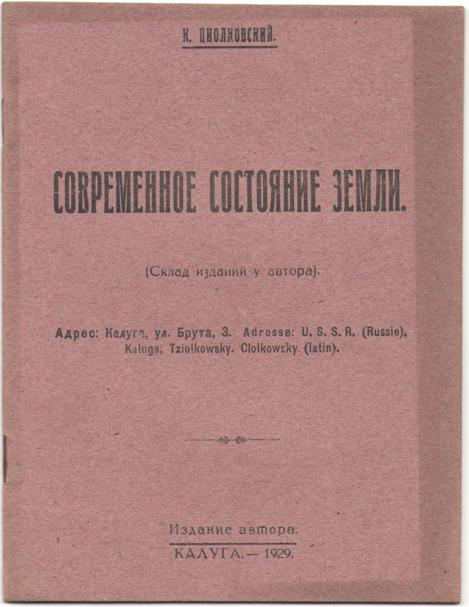 К. ЦИОЛКОВСКИЙ.
СОВРЕМЕННОЕ СОСТОЯНИЕ ЗЕМЛИ.
(Склад изданий у автора).
Адрес: Калуга, ул. Брута, 3. Adresse: U. S. S. R. (Russie),
Kaluga, Tziolkowsky. Ciolkowsky (latin).
Издание автора.
КАЛУГА.—1929.